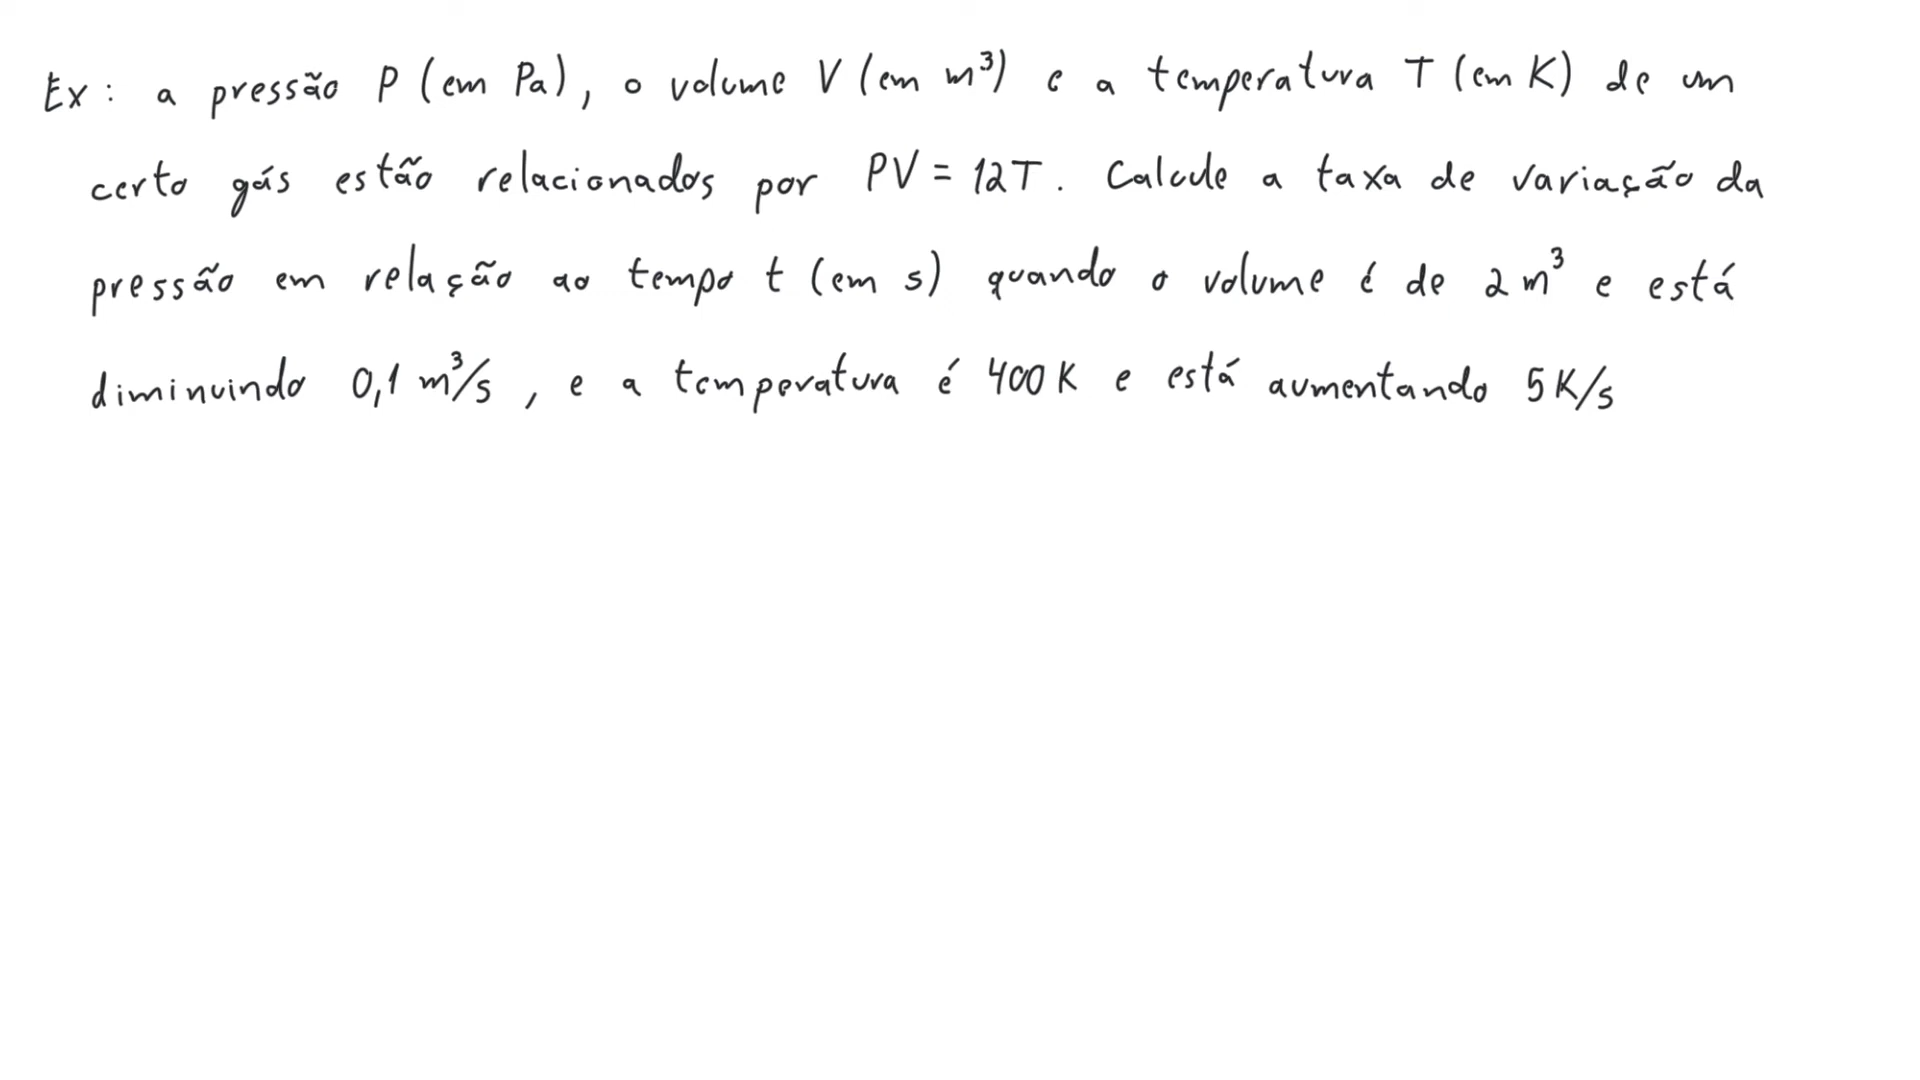 Ex: a pressão P (em Pa), o volume V (em m³) e a temperatura T (em K) de um
certo gás estão relacionados por PV = 12T. Calcule a taxa de variação da
pressão em relação ao tempo t (em s) quando o volume é de 2 m³ e está
diminuindo 0,1 m³/s, e a temperatura é 400 K e está aumentando 5 K/s